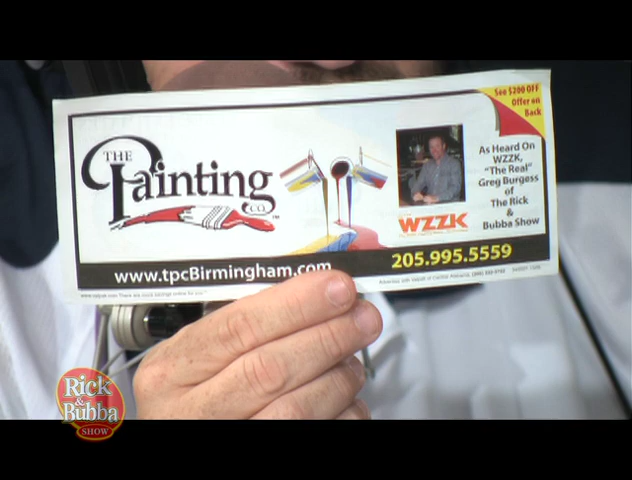 See $200 OFF
Offer on
Back
THE
Painting
CO.™
As Heard On
WZZK,
"The Real"
Greg Burgess
of
The Rick
&
Bubba Show
WZZK
205.995.5559
www.tpcBirmingham.com
Rick
&
Bubba
SHOW